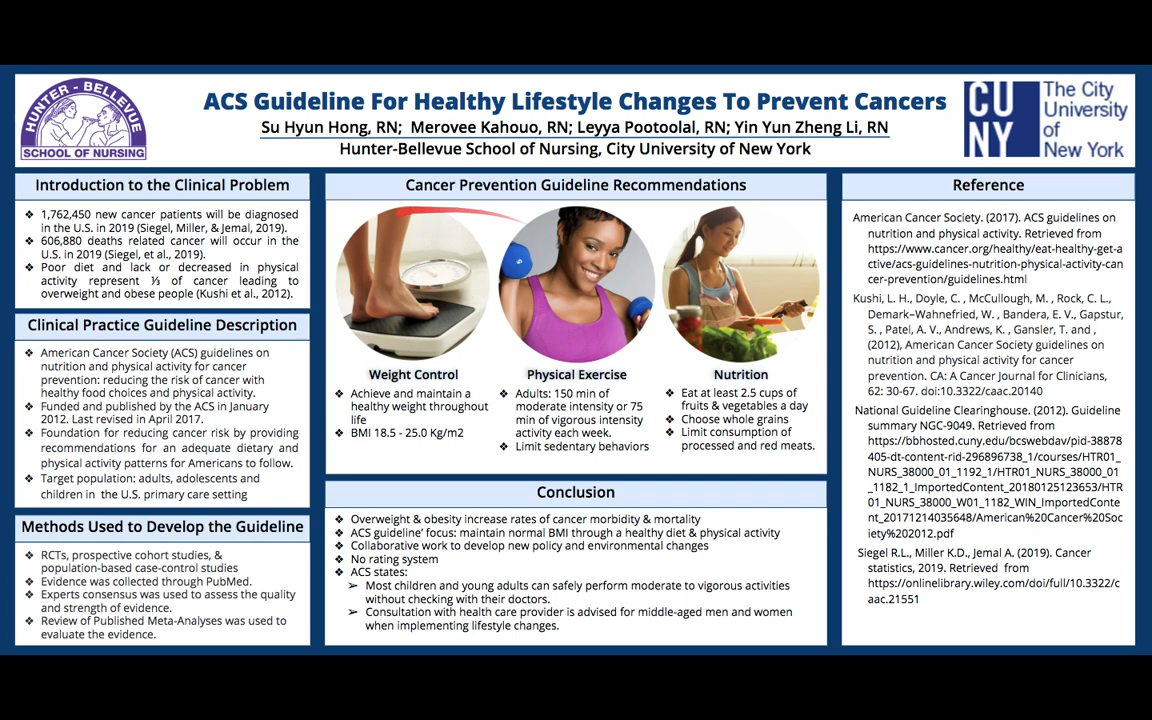 HUNTER - BELLEVUE
SCHOOL OF NURSING
ACS Guideline For Healthy Lifestyle Changes To Prevent Cancers
Su Hyun Hong, RN;  Merovee Kahouo, RN; Leyya Pootoolal, RN; Yin Yun Zheng Li, RN
Hunter-Bellevue School of Nursing, City University of New York
CU
NY
The City
University
of
New York
Introduction to the Clinical Problem
❖ 1,762,450 new cancer patients will be diagnosed
in the U.S. in 2019 (Siegel, Miller, & Jemal, 2019).
❖ 606,880 deaths related cancer will occur in the
U.S. in 2019 (Siegel, et al., 2019).
❖ Poor diet and lack or decreased in physical
activity represent ⅓ of cancer leading to
overweight and obese people (Kushi et al., 2012).
Clinical Practice Guideline Description
❖ American Cancer Society (ACS) guidelines on
nutrition and physical activity for cancer
prevention: reducing the risk of cancer with
healthy food choices and physical activity.
❖ Funded and published by the ACS in January
2012. Last revised in April 2017.
❖ Foundation for reducing cancer risk by providing
recommendations for an adequate dietary and
physical activity patterns for Americans to follow.
❖ Target population: adults, adolescents and
children in  the U.S. primary care setting
Methods Used to Develop the Guideline
❖ RCTs, prospective cohort studies, &
population-based case-control studies
❖ Evidence was collected through PubMed.
❖ Experts consensus was used to assess the quality
and strength of evidence.
❖ Review of Published Meta-Analyses was used to
evaluate the evidence.
Cancer Prevention Guideline Recommendations
Weight Control
❖ Achieve and maintain a
healthy weight throughout
life
❖ BMI 18.5 - 25.0 Kg/m2
Physical Exercise
❖ Adults: 150 min of
moderate intensity or 75
min of vigorous intensity
activity each week.
❖ Limit sedentary behaviors
Nutrition
❖ Eat at least 2.5 cups of
fruits & vegetables a day
❖ Choose whole grains
❖ Limit consumption of
processed and red meats.
Conclusion
❖ Overweight & obesity increase rates of cancer morbidity & mortality
❖ ACS guideline’ focus: maintain normal BMI through a healthy diet & physical activity
❖ Collaborative work to develop new policy and environmental changes
❖ No rating system
❖ ACS states:
➢ Most children and young adults can safely perform moderate to vigorous activities
without checking with their doctors.
➢ Consultation with health care provider is advised for middle-aged men and women
when implementing lifestyle changes.
Reference
American Cancer Society. (2017). ACS guidelines on
nutrition and physical activity. Retrieved from
https://www.cancer.org/healthy/eat-healthy-get-a
ctive/acs-guidelines-nutrition-physical-activity-can
cer-prevention/guidelines.html
Kushi, L. H., Doyle, C. , McCullough, M. , Rock, C. L.,
Demark–Wahnefried, W. , Bandera, E. V., Gapstur,
S. , Patel, A. V., Andrews, K. , Gansler, T. and ,
(2012), American Cancer Society guidelines on
nutrition and physical activity for cancer
prevention. CA: A Cancer Journal for Clinicians,
62: 30-67. doi:10.3322/caac.20140
National Guideline Clearinghouse. (2012). Guideline
summary NGC-9049. Retrieved from
https://bbhosted.cuny.edu/bcswebdav/pid-38878
405-dt-content-rid-296896738_1/courses/HTR01_
NURS_38000_01_1192_1/HTR01_NURS_38000_01
_1182_1_ImportedContent_20180125123653/HTR
01_NURS_38000_W01_1182_WIN_ImportedConte
nt_20171214035648/American%20Cancer%20Soc
iety%202012.pdf
Siegel R.L., Miller K.D., Jemal A. (2019). Cancer
statistics, 2019. Retrieved  from
https://onlinelibrary.wiley.com/doi/full/10.3322/c
aac.21551